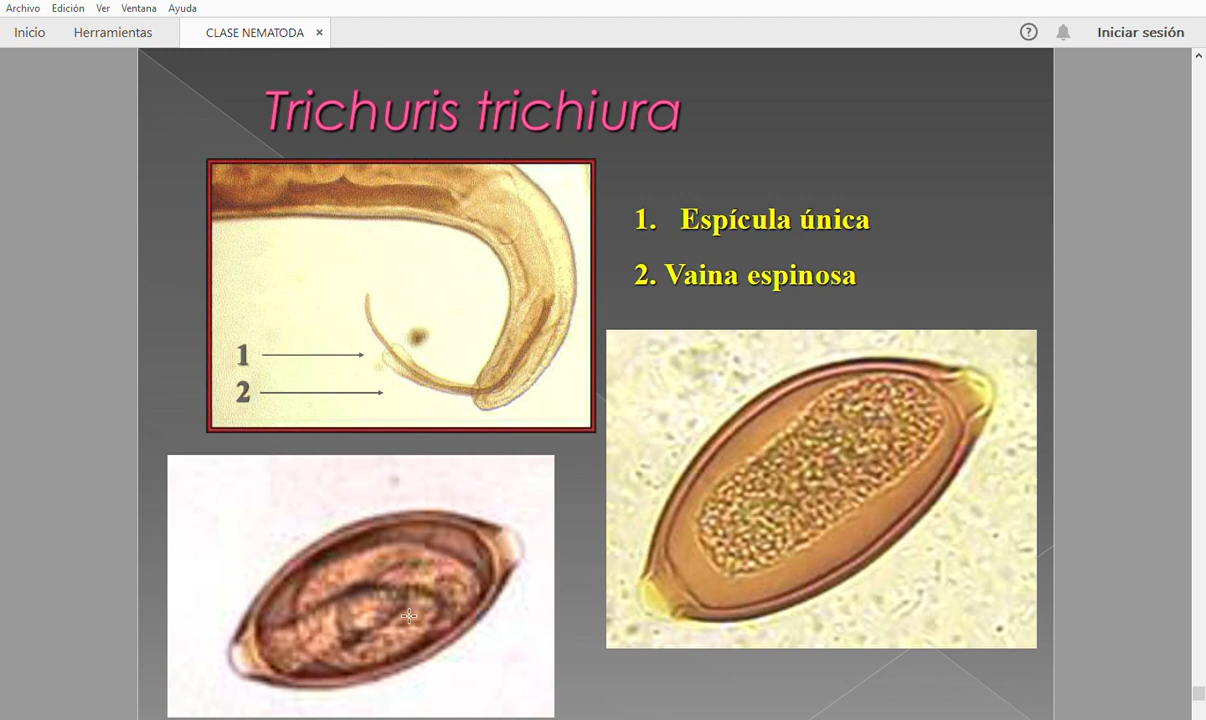 Archivo Edición Ver Ventana Ayuda
Inicio Herramientas CLASE NEMATODA × ? Iniciar sesión
Trichuris trichiura
1. Espícula única
2. Vaina espinosa
1
2